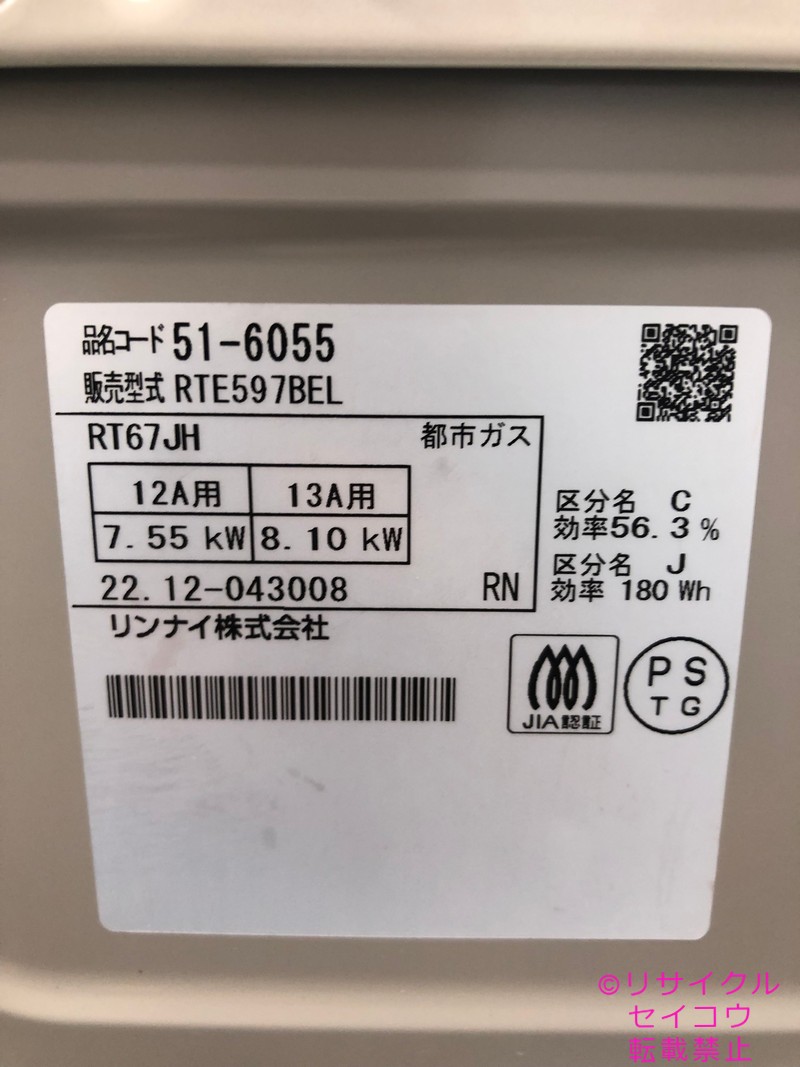 品名コード 51-6055
販売型式 RTE597BEL
RT67JH 都市ガス
12A用 13A用
7.55 kW 8.10 kW
22.12-043008 RN
リンナイ株式会社
区分名 C
効率56.3%
区分名 J
効率 180 Wh
JIA認証
PS
TG
©リサイクル
セイコウ
転載禁止